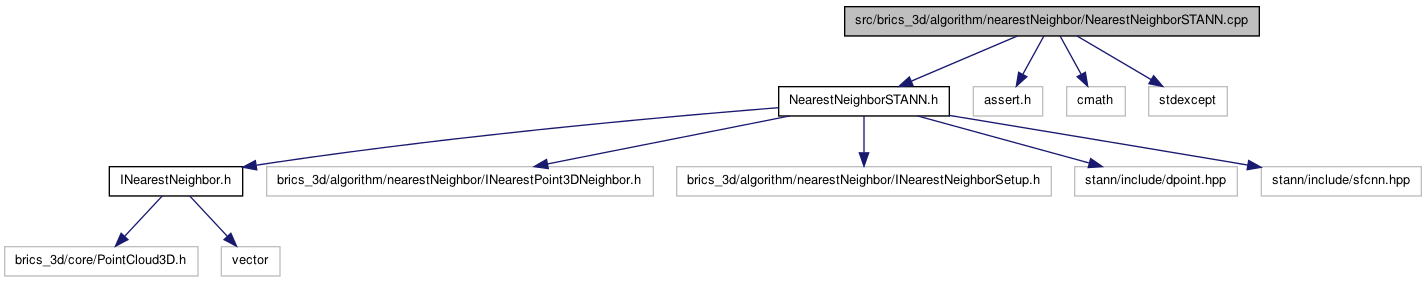 src/brics_3d/algorithm/nearestNeighbor/NearestNeighborSTANN.cpp
NearestNeighborSTANN.h
assert.h
cmath
stdexcept
INearestNeighbor.h
brics_3d/algorithm/nearestNeighbor/INearestPoint3DNeighbor.h
brics_3d/algorithm/nearestNeighbor/INearestNeighborSetup.h
stann/include/dpoint.hpp
stann/include/sfcnn.hpp
brics_3d/core/PointCloud3D.h
vector